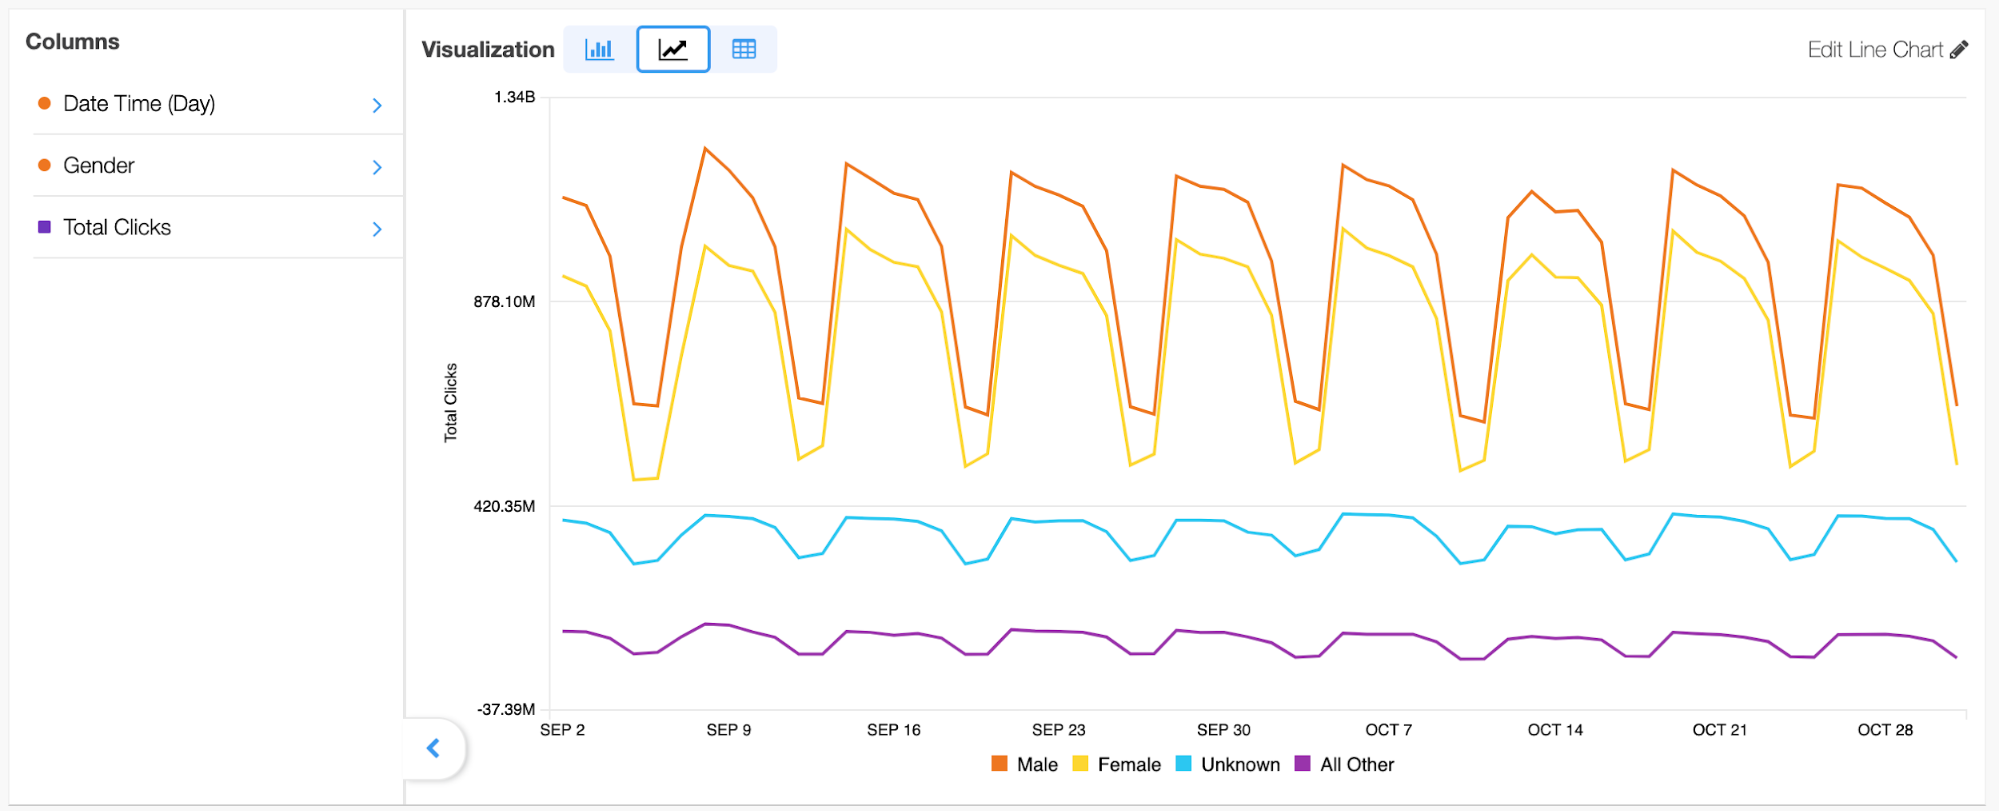 Columns
Date Time (Day)
Gender
Total Clicks
Visualization
Edit Line Chart
1.34B
878.10M
420.35M
-37.39M
Total Clicks
SEP 2 SEP 9 SEP 16 SEP 23 SEP 30 OCT 7 OCT 14 OCT 21 OCT 28
Male Female Unknown All Other